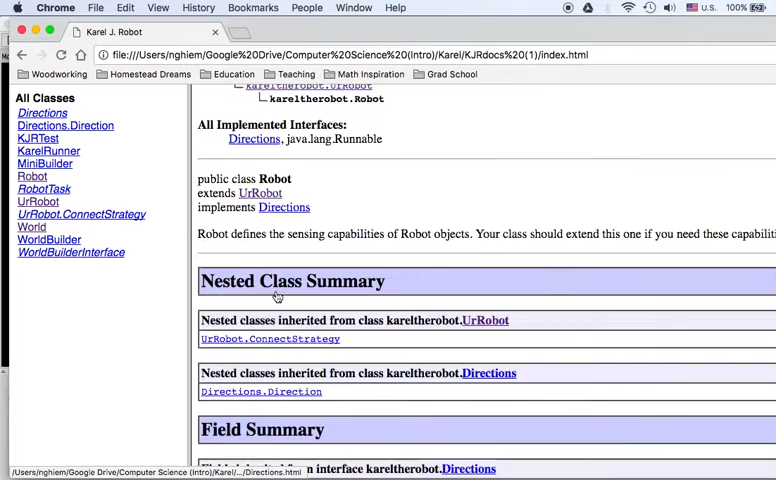 Chrome File Edit View History Bookmarks People Window Help U.S. 100%
Karel J. Robot
file:///Users/nghiem/Google%20Drive/Computer%20Science%20(Intro)/Karel/KJRdocs%20(1)/index.html
Woodworking Homestead Dreams Education Teaching Math Inspiration Grad School
All Classes
Directions
Directions.Direction
KJRTest
KarelRunner
MiniBuilder
Robot
RobotTask
UrRobot
UrRobot.ConnectStrategy
World
WorldBuilder
WorldBuilderInterface
kareltherobot.UrRobot
kareltherobot.Robot
All Implemented Interfaces:
Directions, java.lang.Runnable
public class Robot
extends UrRobot
implements Directions
Robot defines the sensing capabilities of Robot objects. Your class should extend this one if you need these capabiliti
Nested Class Summary
Nested classes inherited from class kareltherobot.UrRobot
UrRobot.ConnectStrategy
Nested classes inherited from class kareltherobot.Directions
Directions.Direction
Field Summary
Fields inherited from interface kareltherobot.Directions
/Users/nghiem/Google Drive/Computer Science (Intro)/Karel/.../Directions.html